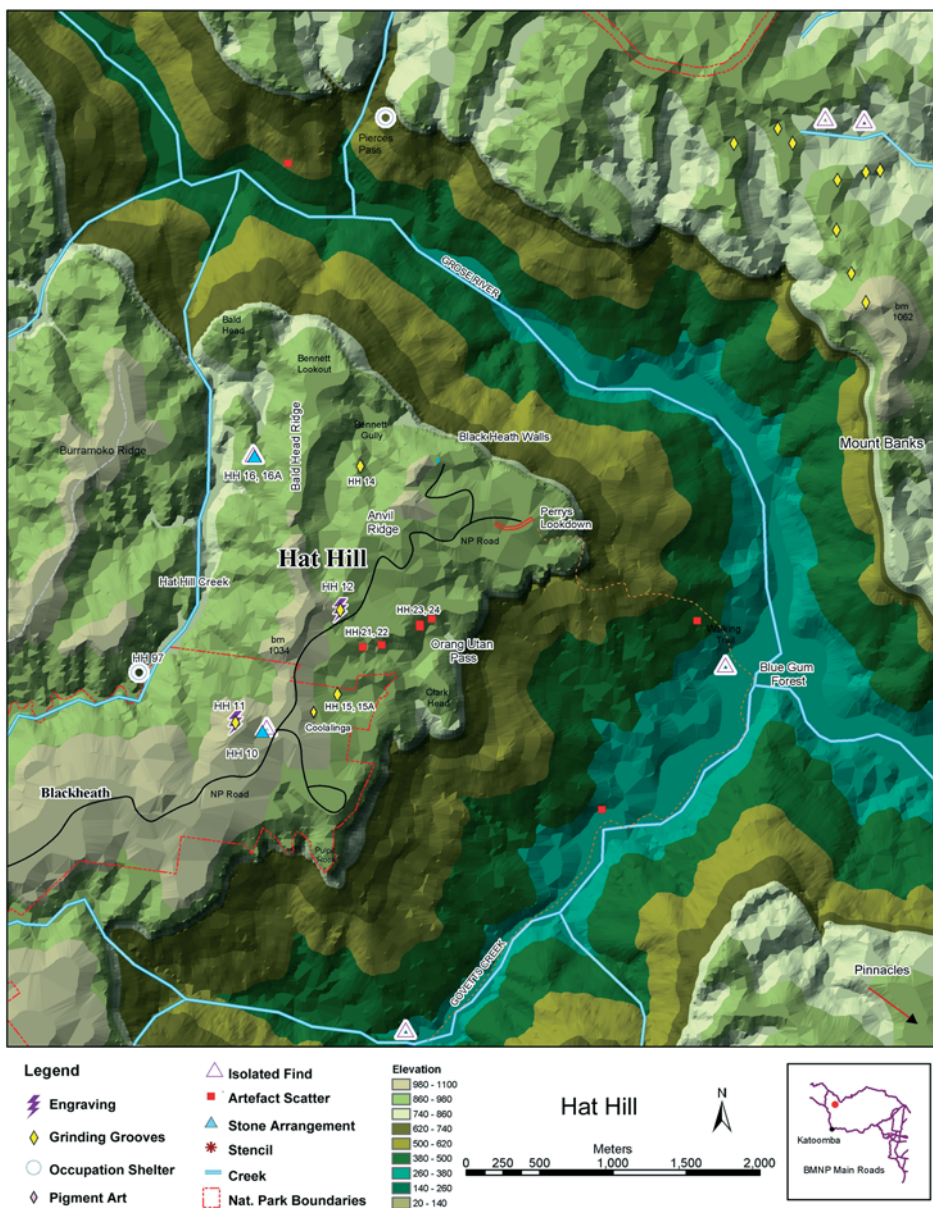 Pierces
Pass
GROSE RIVER
bm
1062
Bald
Head
Bennett
Lookout
Bennett
Gully
Black Heath Walls
Mount Banks
Burramoko Ridge
Bald Head Ridge
HH 16, 16A
HH 14
Anvil
Ridge
Perrys
Lookdown
NP Road
Hat Hill
Hat Hill Creek
HH 12
HH 23, 24
HH 21, 22
bm
1034
Orang Utan
Pass
Walking
HH 97
Blue Gum
Forest
Clark
Head
HH 15, 15A
HH 11
Coolalinga
HH 10
Blackheath
NP Road
GOVETTS CREEK
Pinnacles
Legend
Engraving
Grinding Grooves
Occupation Shelter
Pigment Art
Isolated Find
Artefact Scatter
Stone Arrangement
Stencil
Creek
Nat. Park Boundaries
Elevation
980 - 1100
860 - 980
740 - 860
620 - 740
500 - 620
380 - 500
260 - 380
140 - 260
20 - 140
Hat Hill
N
Meters
0 500 1,000 1,500 2,000
Katoomba
BMNP Main Roads